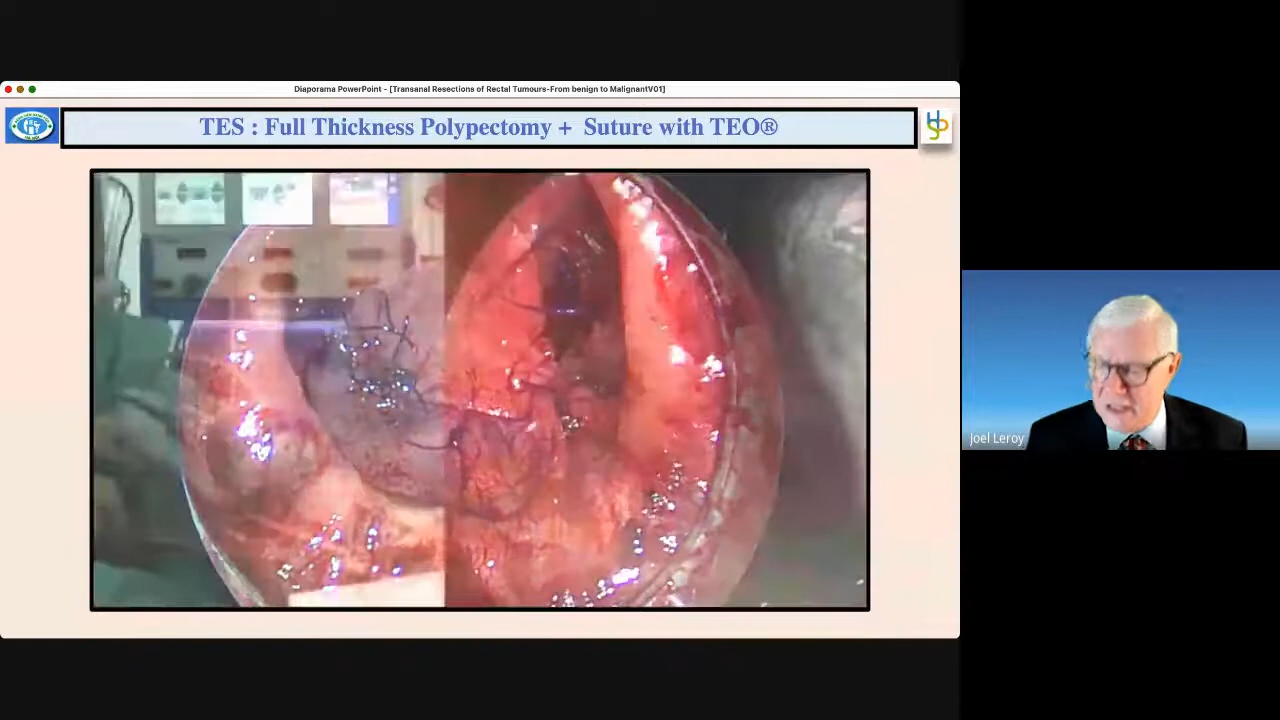 Diaporama PowerPoint - [Transanal Resections of Rectal Tumours-From benign to MalignantV01]
TES : Full Thickness Polypectomy + Suture with TEO®
Joel Leroy